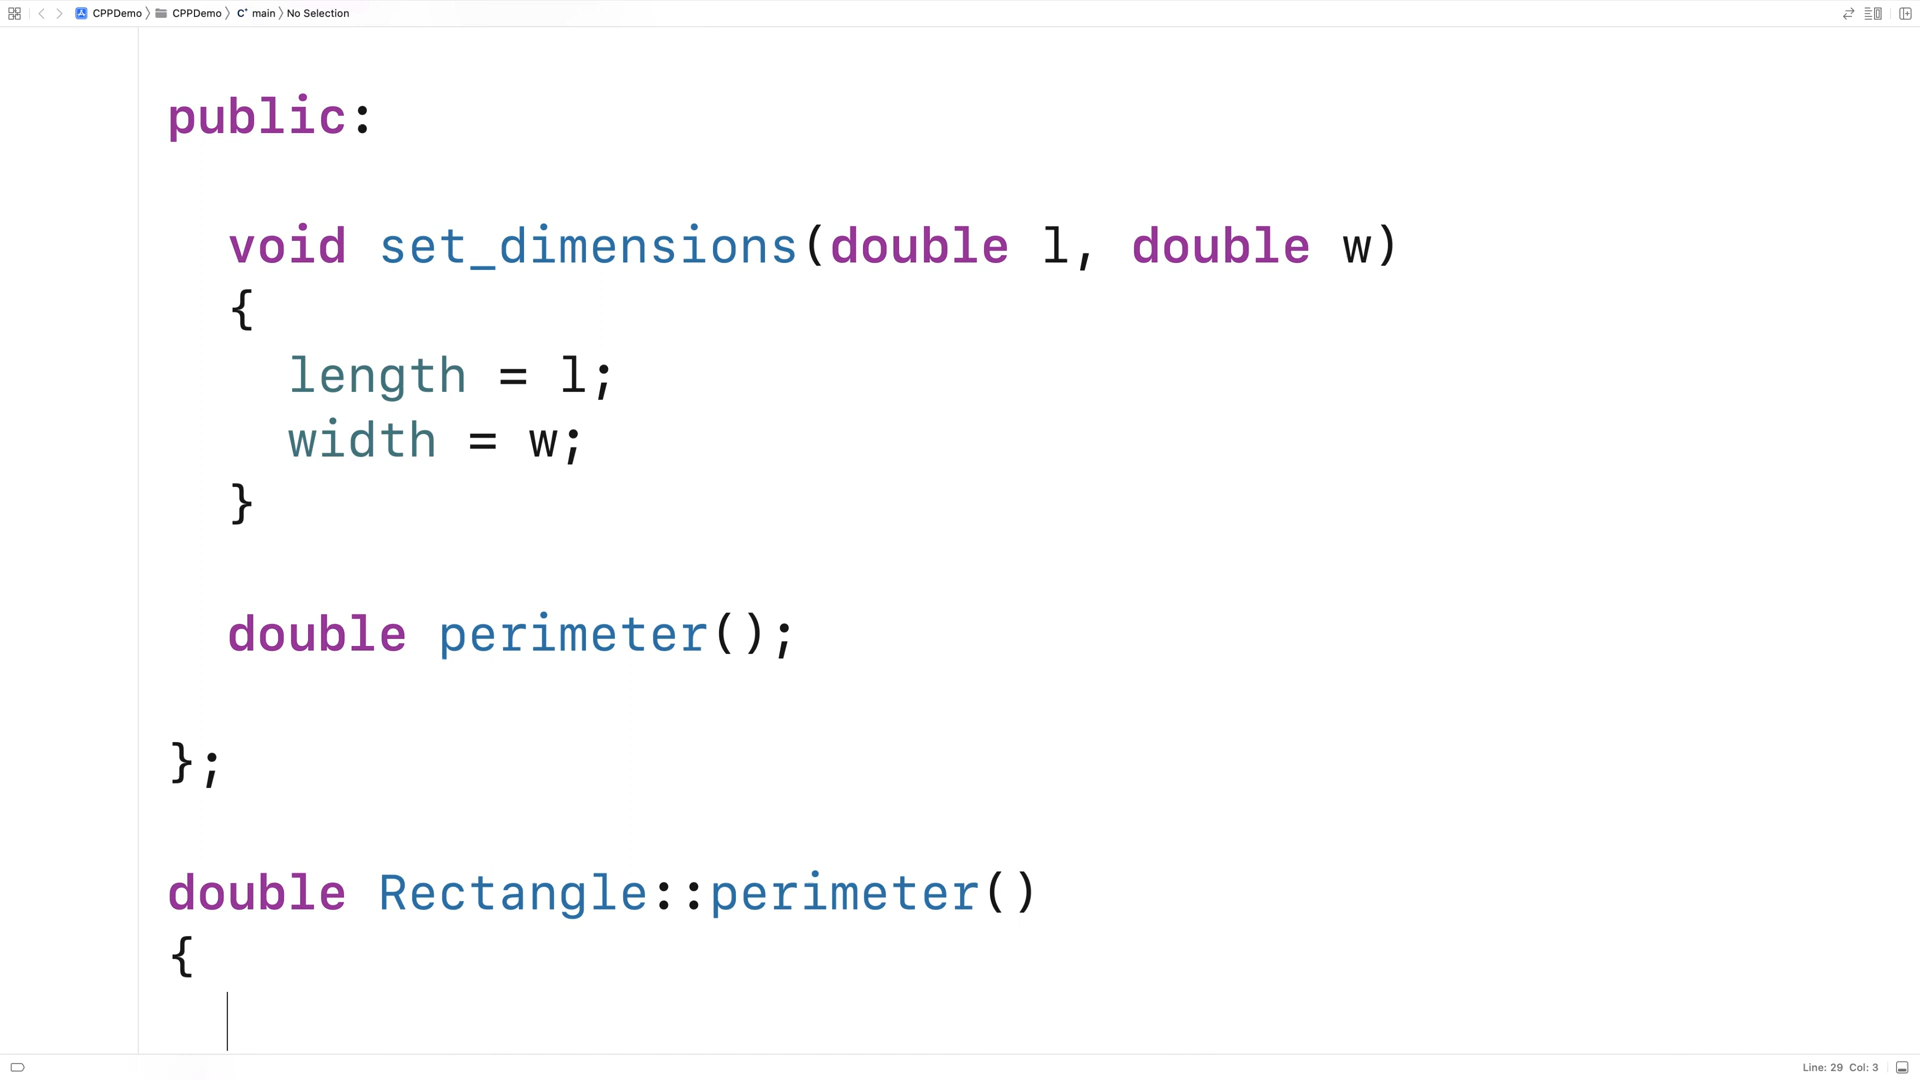 CPPDemo 〉 CPPDemo 〉 C+ main 〉 No Selection
public:
void set_dimensions(double l, double w)
{
length = l;
width = w;
}
double perimeter();
};
double Rectangle::perimeter()
{
Line: 29 Col: 3